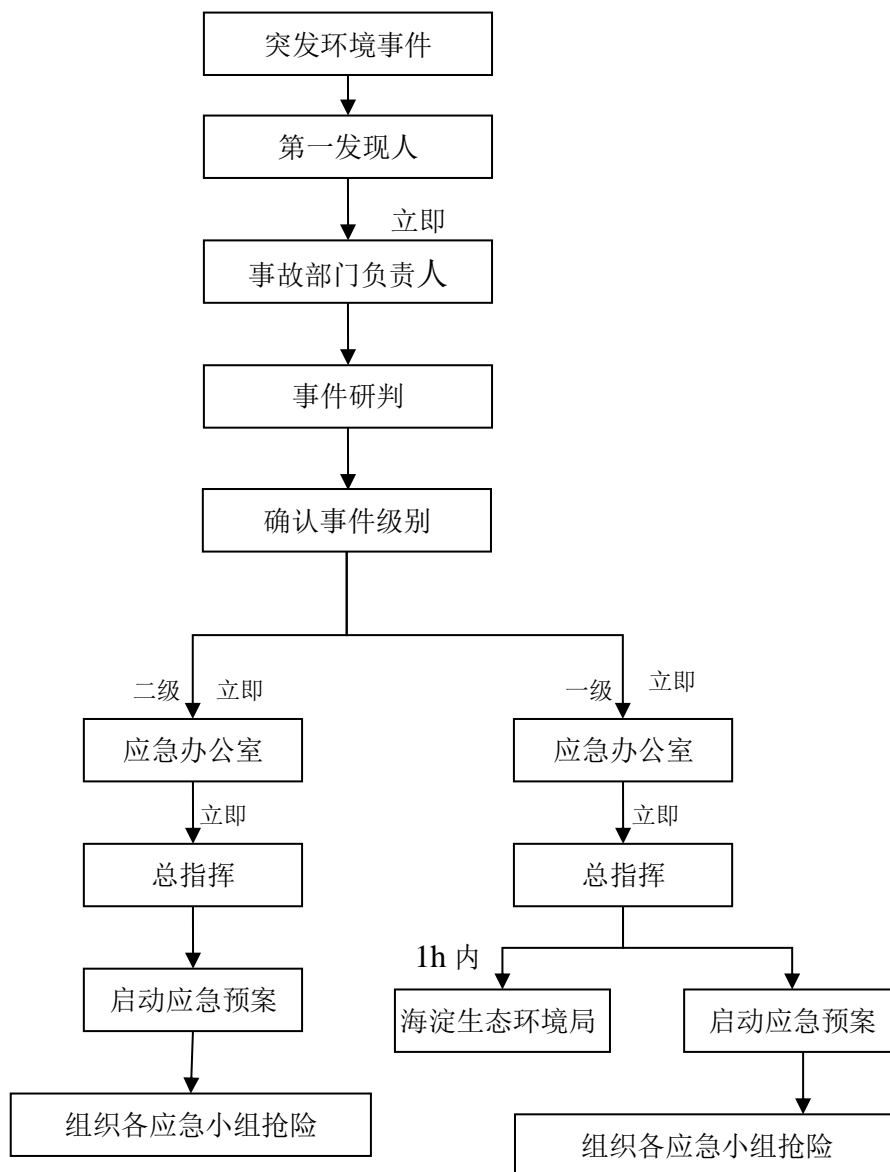 突发环境事件
第一发现人
立即
事故部门负责人
事件研判
确认事件级别
二级 立即
一级 立即
应急办公室
应急办公室
立即
立即
总指挥
总指挥
1h 内
启动应急预案
海淀生态环境局
启动应急预案
组织各应急小组抢险
组织各应急小组抢险